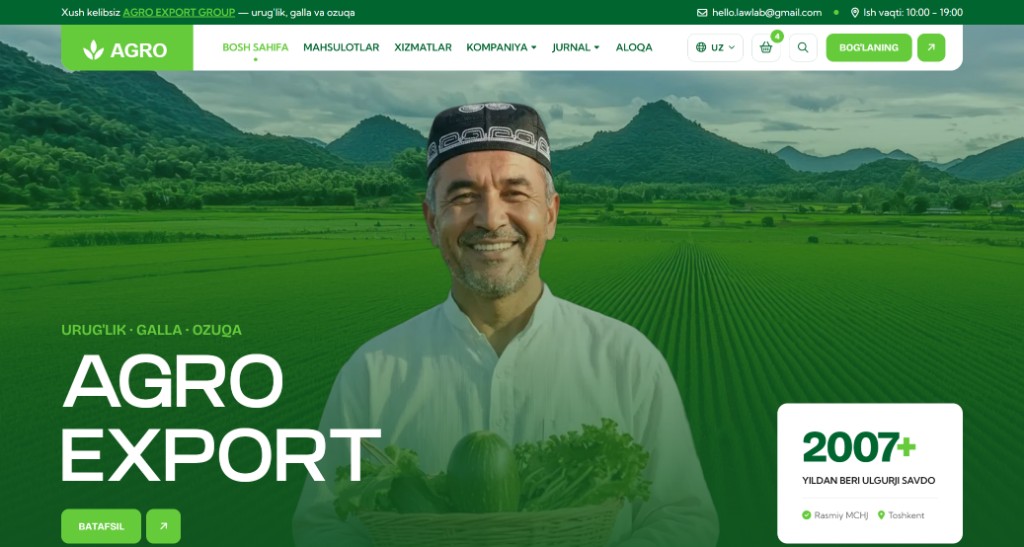 Xush kelibsiz AGRO EXPORT GROUP — urug'lik, galla va ozuqa
hello.lawlab@gmail.com
Ish vaqti: 10:00 - 19:00
AGRO
BOSH SAHIFA MAHSULOTLAR XIZMATLAR KOMPANIYA JURNAL ALOQA
UZ
4
BOG'LANING
URUG'LIK · GALLA · OZUQA
AGRO
EXPORT
BATAFSIL
2007+
YILDAN BERI ULGURJI SAVDO
Rasmiy MCHJ Toshkent